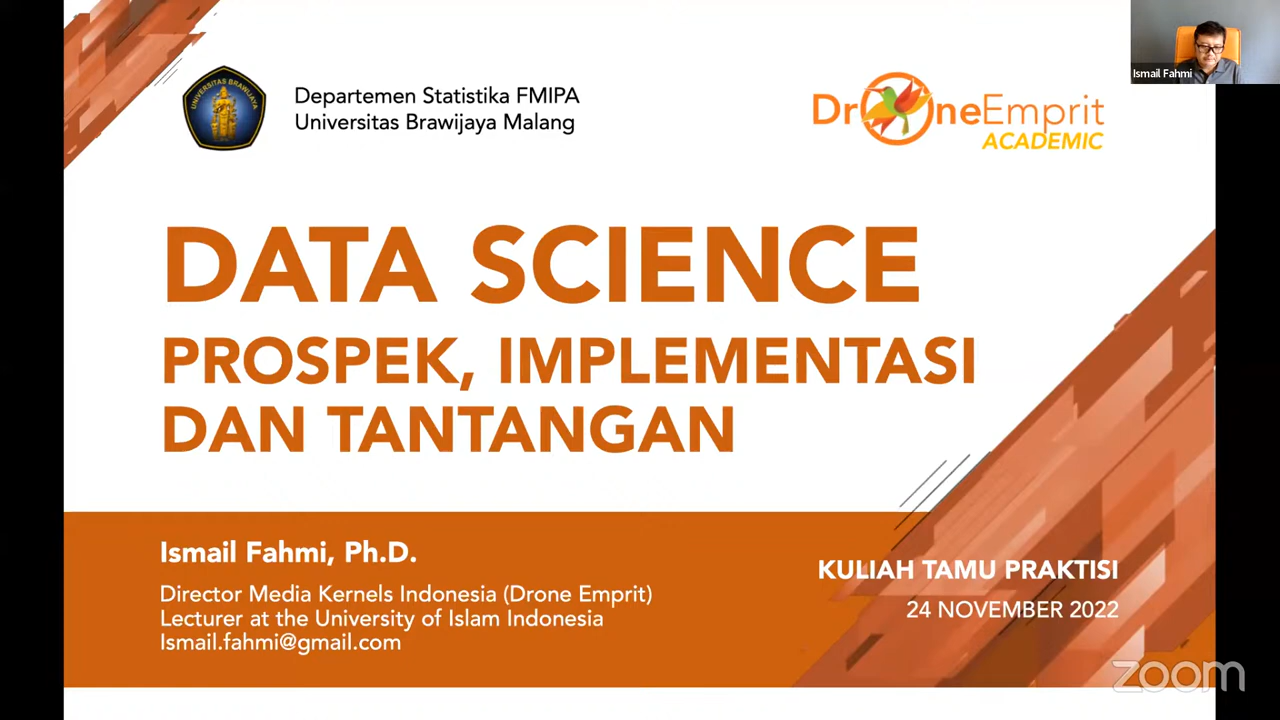 Ismail Fahmi
UNIVERSITAS BRAWIJAYA
Departemen Statistika FMIPA
Universitas Brawijaya Malang
DroneEmprit
ACADEMIC
DATA SCIENCE
PROSPEK, IMPLEMENTASI
DAN TANTANGAN
Ismail Fahmi, Ph.D.
Director Media Kernels Indonesia (Drone Emprit)
Lecturer at the University of Islam Indonesia
Ismail.fahmi@gmail.com
KULIAH TAMU PRAKTISI
24 NOVEMBER 2022
zoom